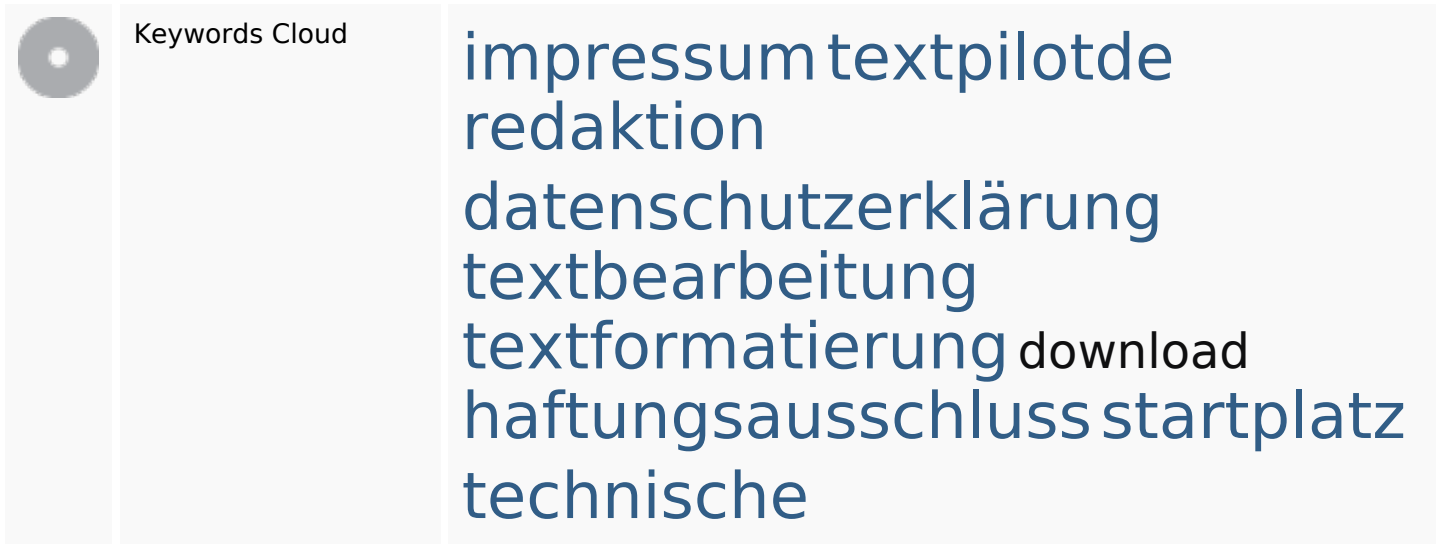 Keywords Cloud
impressum textpilotde
redaktion
datenschutzerklärung
textbearbeitung
textformatierung download
haftungsausschluss startplatz
technische